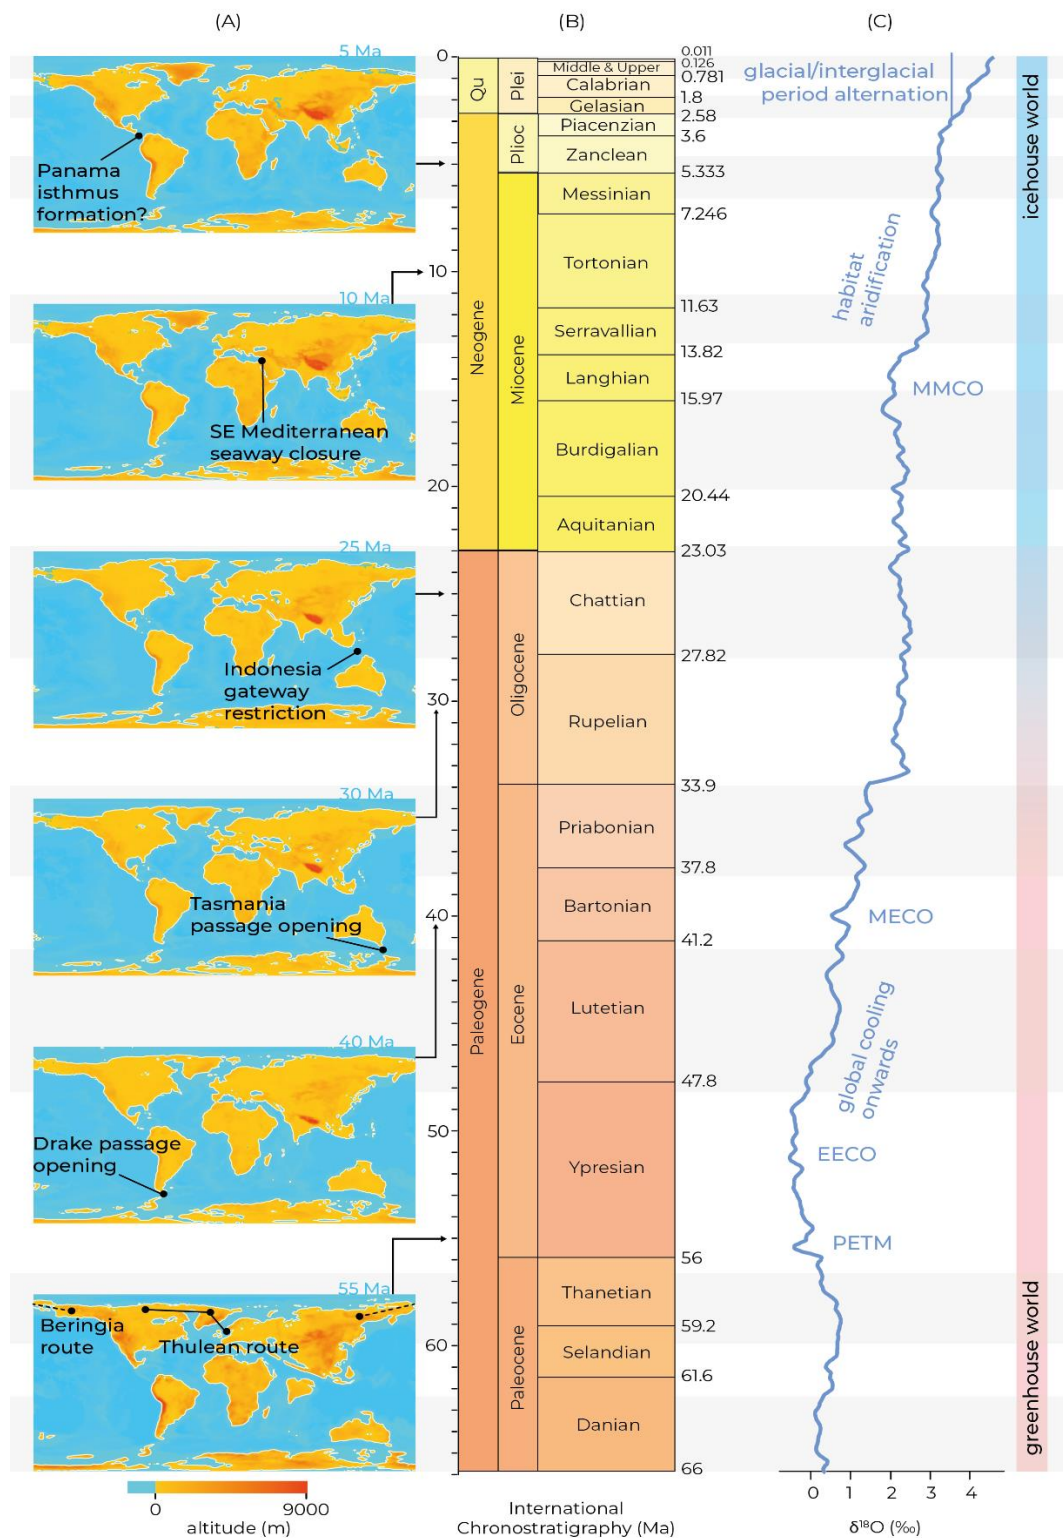 (A)
(B)
(C)
5 Ma
Panama
isthmus
formation?
10 Ma
SE Mediterranean
seaway closure
25 Ma
Indonesia
gateway
restriction
30 Ma
Tasmania
passage opening
40 Ma
Drake passage
opening
55 Ma
Beringia
route
Thulean route
0
9000
altitude (m)
0
10
20
30
40
50
60
Qu
Neogene
Paleogene
Plei
Plioc
Miocene
Oligocene
Eocene
Paleocene
Middle & Upper
Calabrian
Gelasian
Piacenzian
Zanclean
Messinian
Tortonian
Serravallian
Langhian
Burdigalian
Aquitanian
Chattian
Rupelian
Priabonian
Bartonian
Lutetian
Ypresian
Thanetian
Selandian
Danian
0.011
0.126
0.781
1.8
2.58
3.6
5.333
7.246
11.63
13.82
15.97
20.44
23.03
27.82
33.9
37.8
41.2
47.8
56
59.2
61.6
66
International
Chronostratigraphy (Ma)
glacial/interglacial
period alternation
habitat
aridification
MMCO
MECO
global cooling
onwards
EECO
PETM
icehouse world
greenhouse world
0 1 2 3 4
δ¹⁸O (‰)